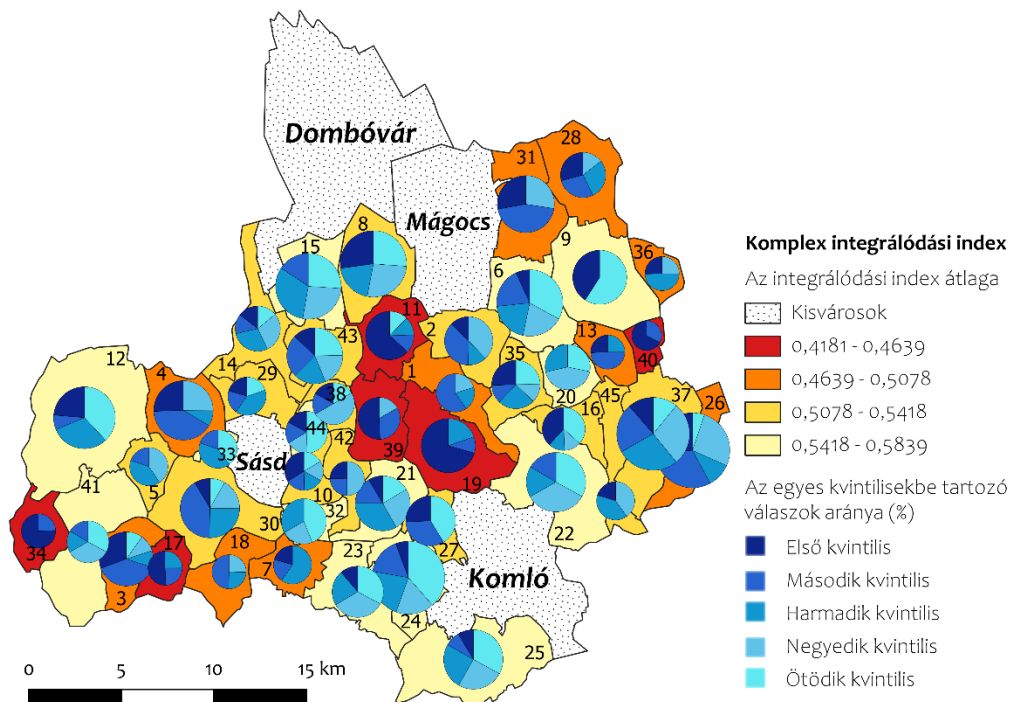 Dombóvár
28
31
Mágocs
8
9
15
6
36
11
2
13
43
12
4
14
29
1
35
40
20
16
45
37
26
38
44
42
33
Sásd
39
19
41
5
10
21
32
30
22
34
17
18
7
23
27
3
Komló
24
25
0 5 10 15 km
Komplex integrálódási index
Az integrálódási index átlaga
Kisvárosok
0,4181 - 0,4639
0,4639 - 0,5078
0,5078 - 0,5418
0,5418 - 0,5839
Az egyes kvintilisekbe tartozó
válaszok aránya (%)
Első kvintilis
Második kvintilis
Harmadik kvintilis
Negyedik kvintilis
Ötödik kvintilis